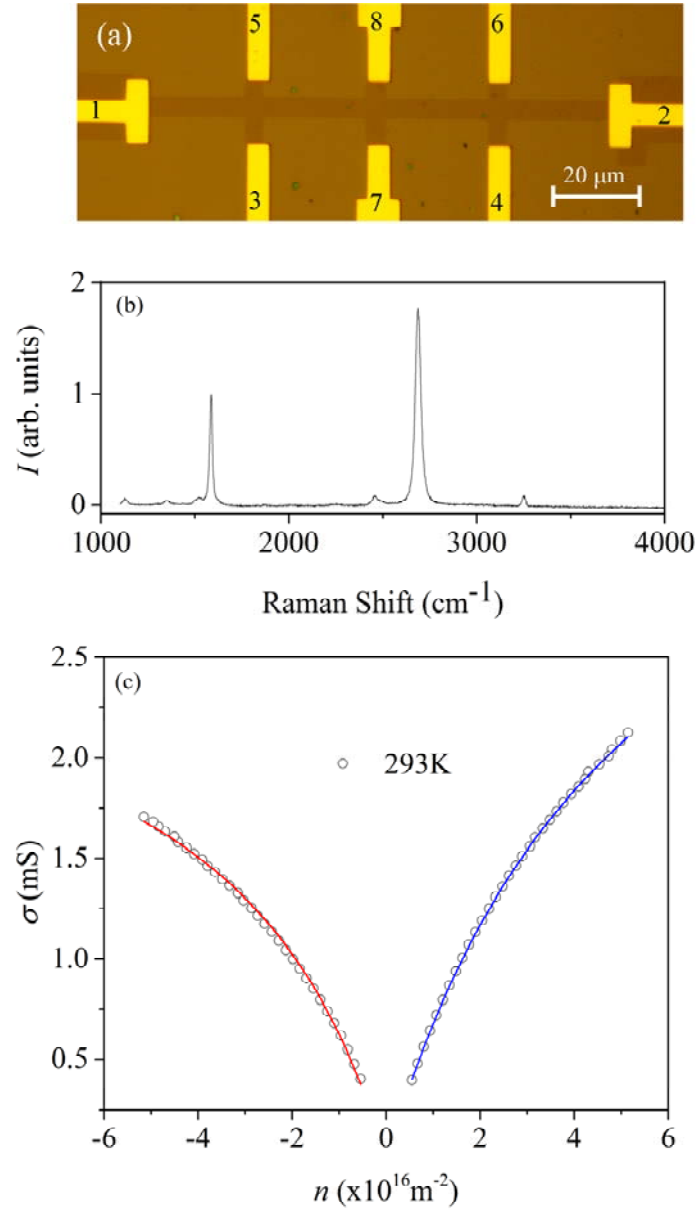 (a)
5 8 6
1 2
3 7 4
20 μm
(b)
2
1
0
I (arb. units)
1000 2000 3000 4000
Raman Shift (cm-1)
(c)
2.5
2.0
1.5
1.0
0.5
σ (mS)
293K
-6 -4 -2 0 2 4 6
n (x10^16 m^-2)